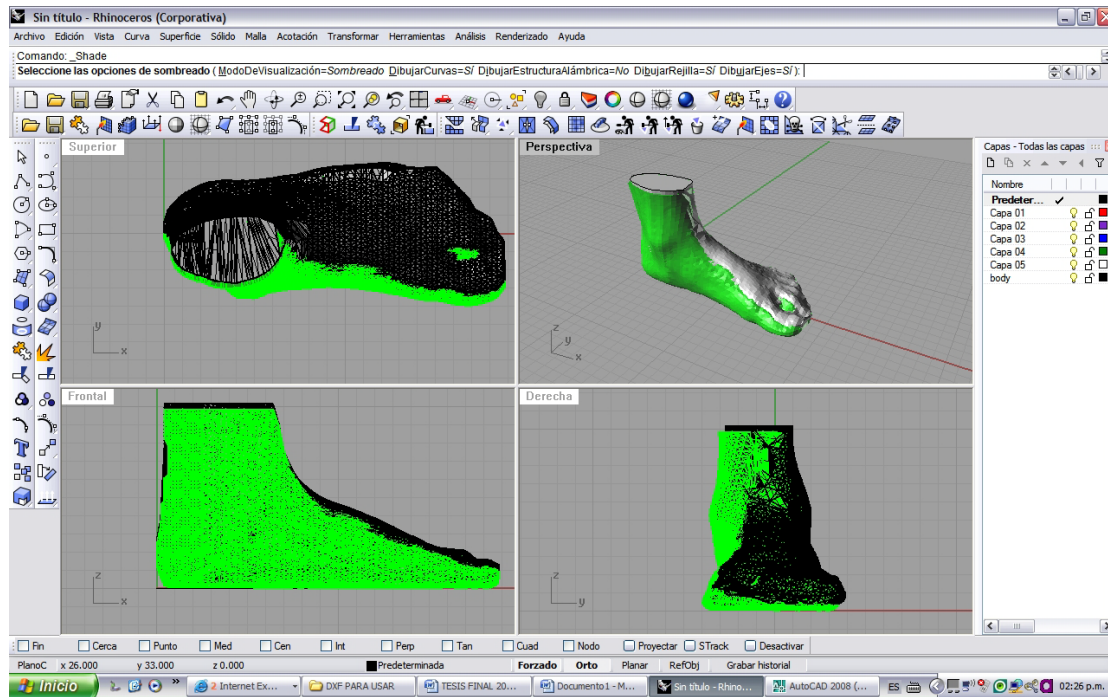 Sin título - Rhinoceros (Corporativa)
Archivo Edición Vista Curva Superficie Sólido Malla Acotación Transformar Herramientas Análisis Renderizado Ayuda
Comando: _Shade
Seleccione las opciones de sombreado ( ModoDeVisualización=Sombreado DibujarCurvas=Sí DibujarEstructuraAlámbrica=No DibujarRejilla=Sí DibujarEjes=Sí ):
Superior
Perspectiva
Capas - Todas las capas
Nombre
Predeter...
Capa 01
Capa 02
Capa 03
Capa 04
Capa 05
body
y
x
z
y
x
Frontal
Derecha
z
x
z
y
Fin Cerca Punto Med Cen Int Perp Tan Cuad Nodo Proyectar STrack Desactivar
PlanoC x 26.000 y 33.000 z 0.000 Predeterminada Forzado Orto Planar RefObj Grabar historial
Inicio » 2 Internet Ex... DXF PARA USAR TESIS FINAL 20... Documento1 - M... Sin título - Rhino... AutoCAD 2008 (... ES 02:26 p.m.